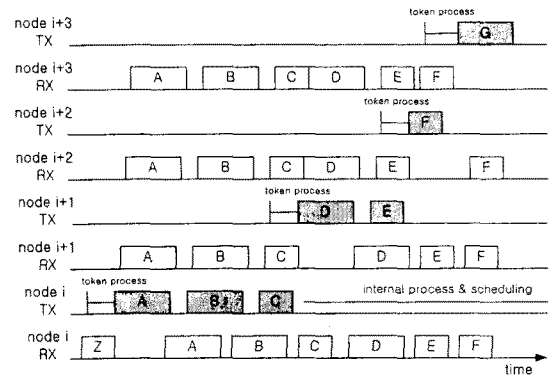 token process
node i+3 TX G
node i+3 RX A B C D E F
token process
node i+2 TX F
node i+2 RX A B C D E F
token process
node i+1 TX D E
node i+1 RX A B C D E F
token process
internal process & scheduling
node i TX A B C
node i RX Z A B C D E F
time